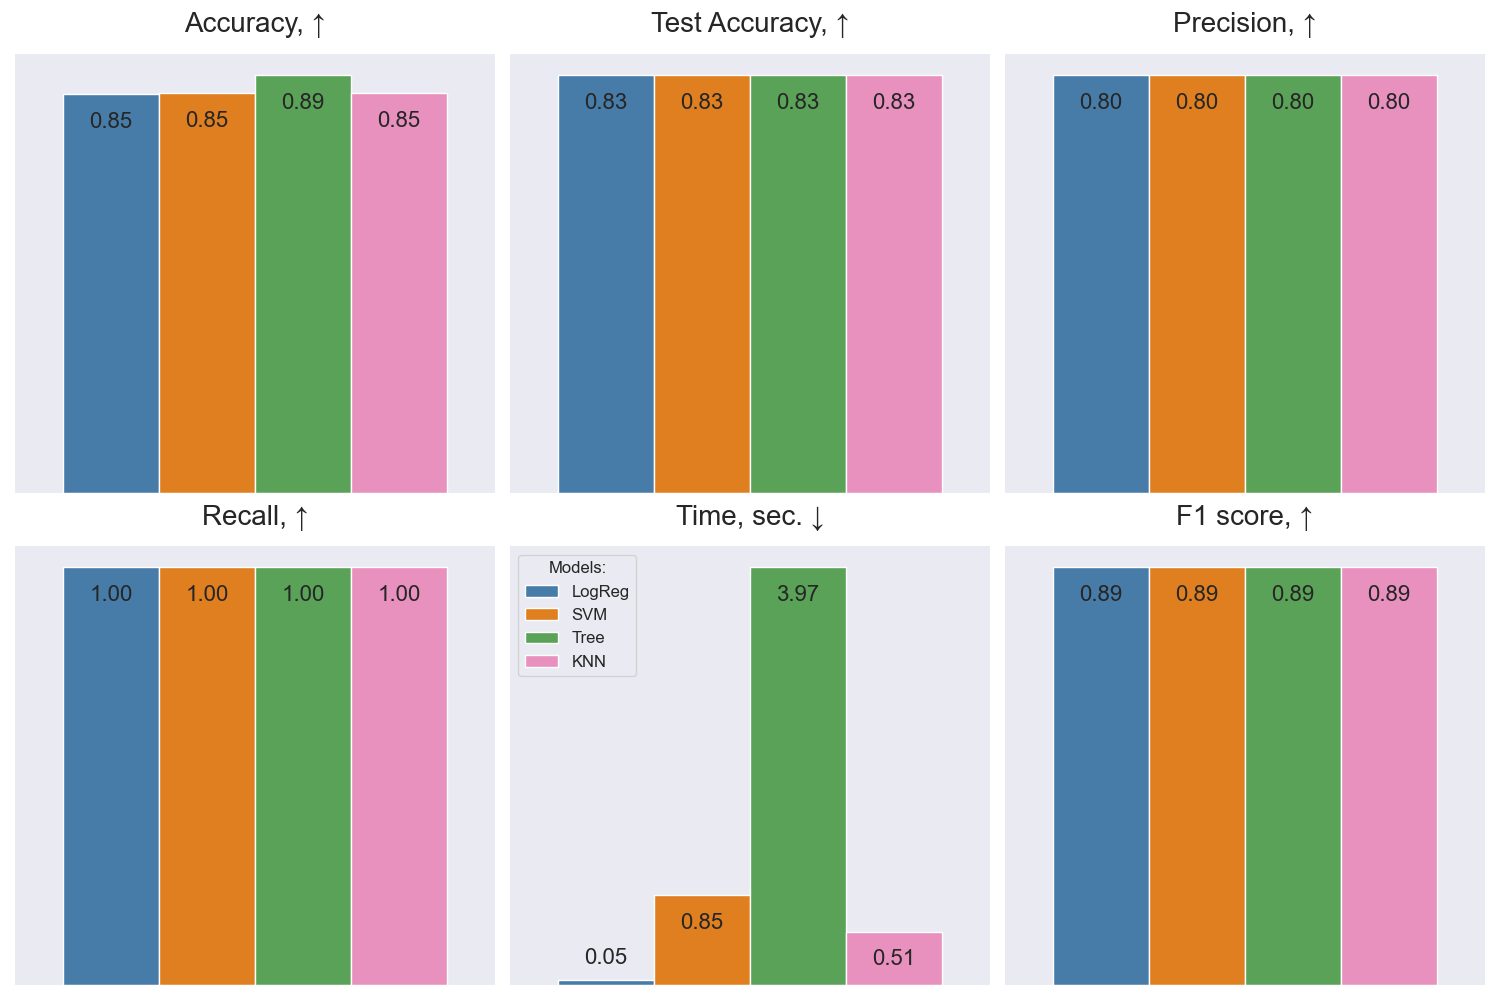 Accuracy, ↑
0.85
0.85
0.89
0.85
Test Accuracy, ↑
0.83
0.83
0.83
0.83
Precision, ↑
0.80
0.80
0.80
0.80
Recall, ↑
1.00
1.00
1.00
1.00
Time, sec. ↓
Models:
LogReg
SVM
Tree
KNN
0.05
0.85
3.97
0.51
F1 score, ↑
0.89
0.89
0.89
0.89